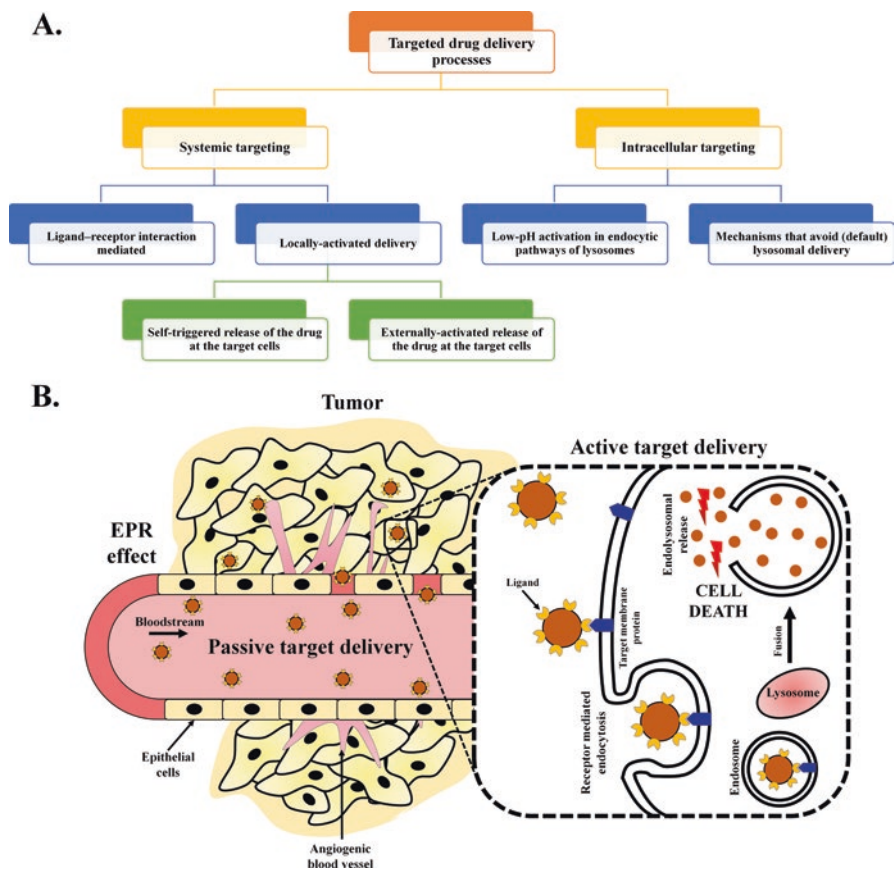 A.
Targeted drug delivery
processes
Systemic targeting
Intracellular targeting
Ligand–receptor interaction
mediated
Locally-activated delivery
Low-pH activation in endocytic
pathways of lysosomes
Mechanisms that avoid (default)
lysosomal delivery
Self-triggered release of the drug
at the target cells
Externally-activated release of
the drug at the target cells
B.
Tumor
EPR
effect
Bloodstream
Passive target delivery
Epithelial
cells
Angiogenic
blood vessel
Active target delivery
Ligand
Target membrane
protein
Receptor mediated
endocytosis
Endolysosomal
release
CELL
DEATH
Fusion
Lysosome
Endosome